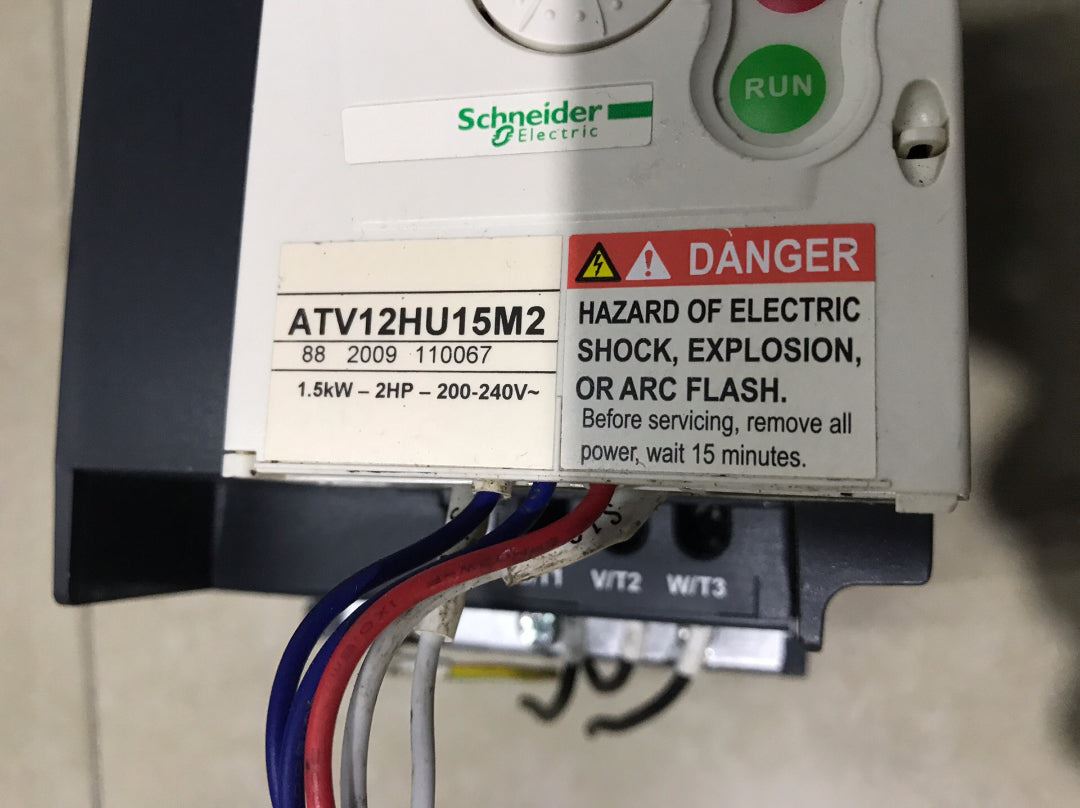 RUN
Schneider
Electric
ATV12HU15M2
88 2009 110067
1.5kW – 2HP – 200-240V~
DANGER
HAZARD OF ELECTRIC
SHOCK, EXPLOSION,
OR ARC FLASH.
Before servicing, remove all
power, wait 15 minutes.
V/T2 W/T3